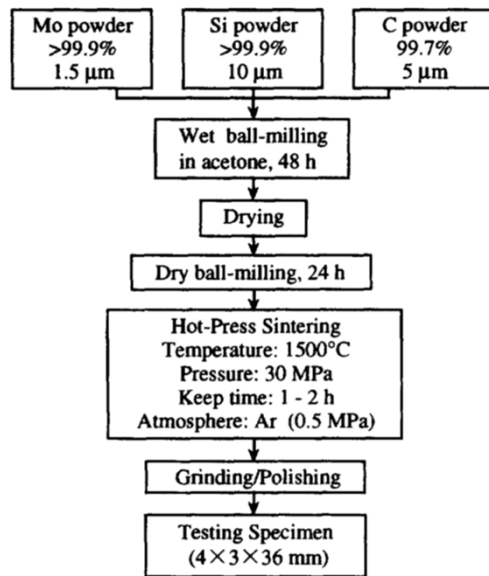 Mo powder
>99.9%
1.5 μm
Si powder
>99.9%
10 μm
C powder
99.7%
5 μm
Wet ball-milling
in acetone, 48 h
Drying
Dry ball-milling, 24 h
Hot-Press Sintering
Temperature: 1500°C
Pressure: 30 MPa
Keep time: 1 - 2 h
Atmosphere: Ar (0.5 MPa)
Grinding/Polishing
Testing Specimen
(4×3×36 mm)